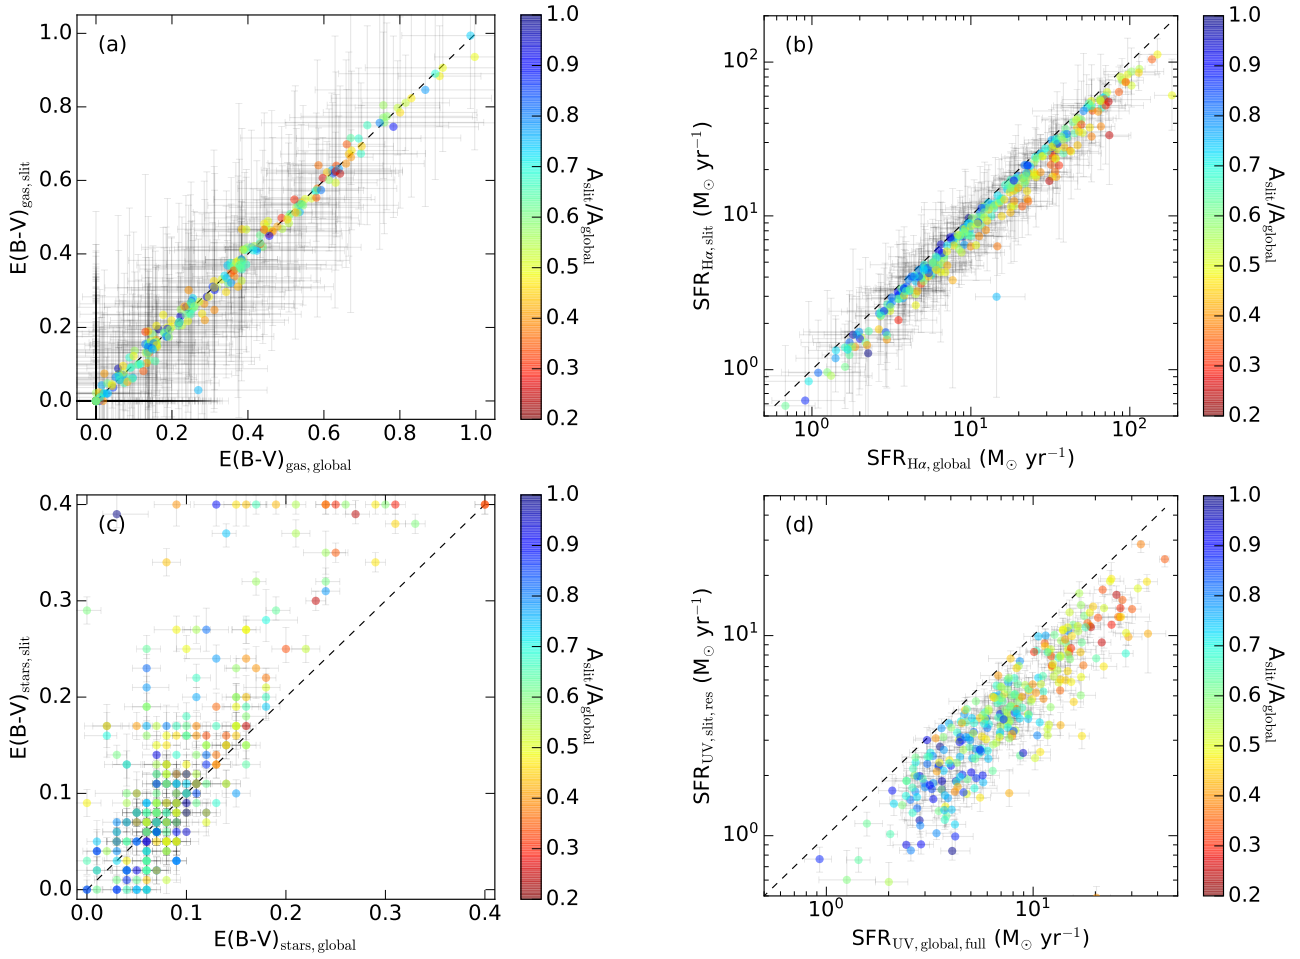 (a)
1.0
0.8
0.6
0.4
0.2
0.0
E(B-V)gas, slit
0.0 0.2 0.4 0.6 0.8 1.0
E(B-V)gas, global
1.0
0.9
0.8
0.7
0.6
0.5
0.4
0.3
0.2
Aslit/Aglobal
(b)
10²
10¹
10⁰
SFRHα, slit (M⊙ yr⁻¹)
10⁰ 10¹ 10²
SFRHα, global (M⊙ yr⁻¹)
1.0
0.9
0.8
0.7
0.6
0.5
0.4
0.3
0.2
Aslit/Aglobal
(c)
0.4
0.3
0.2
0.1
0.0
E(B-V)stars, slit
0.0 0.1 0.2 0.3 0.4
E(B-V)stars, global
1.0
0.9
0.8
0.7
0.6
0.5
0.4
0.3
0.2
Aslit/Aglobal
(d)
10¹
10⁰
SFRUV, slit, res (M⊙ yr⁻¹)
10⁰ 10¹
SFRUV, global, full (M⊙ yr⁻¹)
1.0
0.9
0.8
0.7
0.6
0.5
0.4
0.3
0.2
Aslit/Aglobal